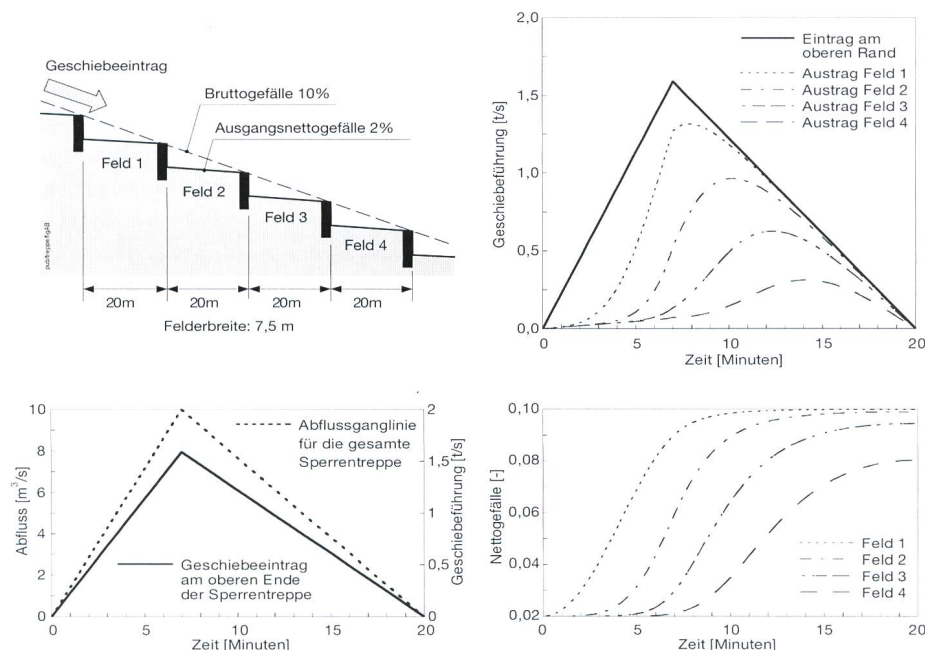 Geschiebeeintrag
Bruttogefälle 10%
Ausgangsnettogefälle 2%
Feld 1
Feld 2
Feld 3
Feld 4
20m
20m
20m
20m
Felderbreite: 7,5 m
2,0
1,5
1,0
0,5
0,0
Geschiebeführung [t/s]
Eintrag am
oberen Rand
Austrag Feld 1
Austrag Feld 2
Austrag Feld 3
Austrag Feld 4
0
5
10
15
20
Zeit [Minuten]
10
8
6
4
2
0
Abfluss [m³/s]
Abflussganglinie
für die gesamte
Sperrentreppe
Geschiebeeintrag
am oberen Ende
der Sperrentreppe
2
1,5
1
0,5
0
Geschiebeführung [t/s]
0
5
10
15
20
Zeit [Minuten]
0,10
0,08
0,06
0,04
0,02
Nettogefälle [-]
Feld 1
Feld 2
Feld 3
Feld 4
0
5
10
15
20
Zeit [Minuten]